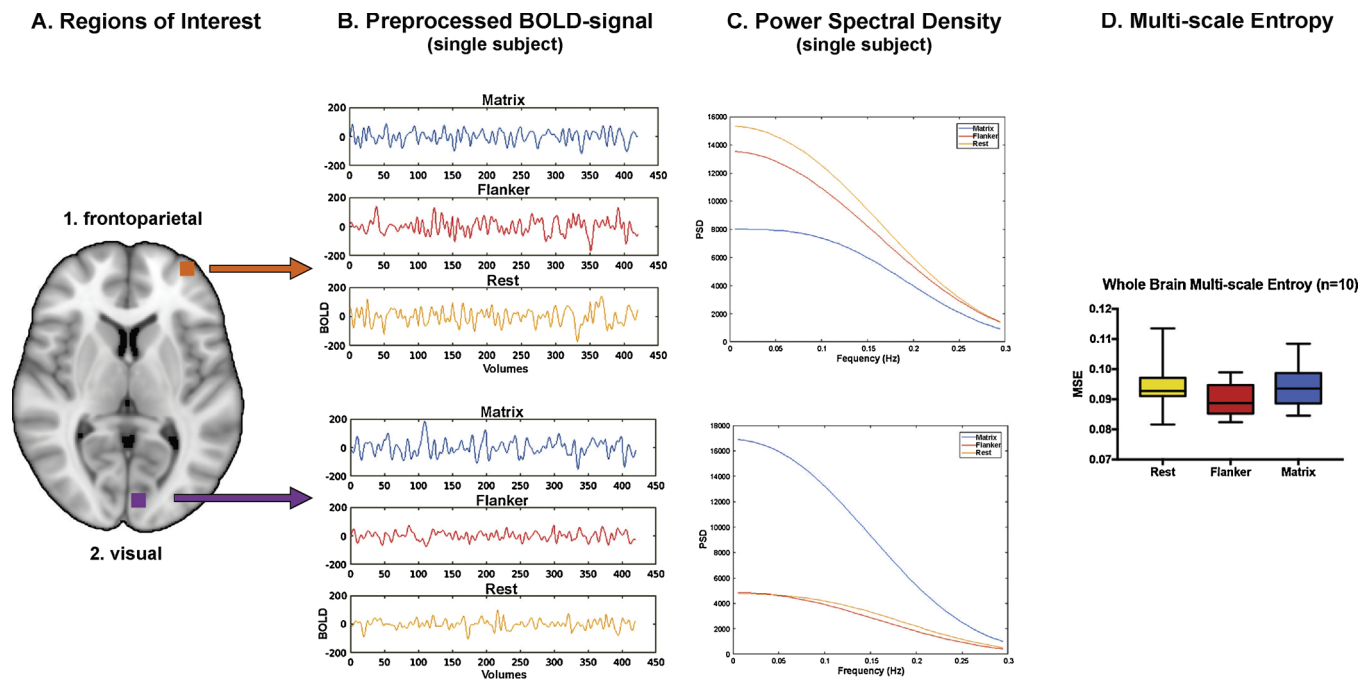 A. Regions of Interest
B. Preprocessed BOLD-signal
(single subject)
C. Power Spectral Density
(single subject)
D. Multi-scale Entropy
1. frontoparietal
2. visual
Matrix
200
0
-200
0 50 100 150 200 250 300 350 400 450
Flanker
200
0
-200
0 50 100 150 200 250 300 350 400 450
Rest
200
0
-200
BOLD
0 50 100 150 200 250 300 350 400 450
Volumes
Matrix
200
0
-200
0 50 100 150 200 250 300 350 400 450
Flanker
200
0
-200
0 50 100 150 200 250 300 350 400 450
Rest
200
0
-200
BOLD
0 50 100 150 200 250 300 350 400 450
Volumes
16000
14000
12000
10000
8000
6000
4000
2000
0
PSD
Matrix
Flanker
Rest
0 0.05 0.1 0.15 0.2 0.25 0.3
Fequency (Hz)
18000
16000
14000
12000
10000
8000
6000
4000
2000
0
PSD
Matrix
Flanker
Rest
0 0.05 0.1 0.15 0.2 0.25 0.3
Frequency (Hz)
Whole Brain Multi-scale Entroy (n=10)
0.12
0.10
0.09
0.08
0.07
MSE
Rest Flanker Matrix